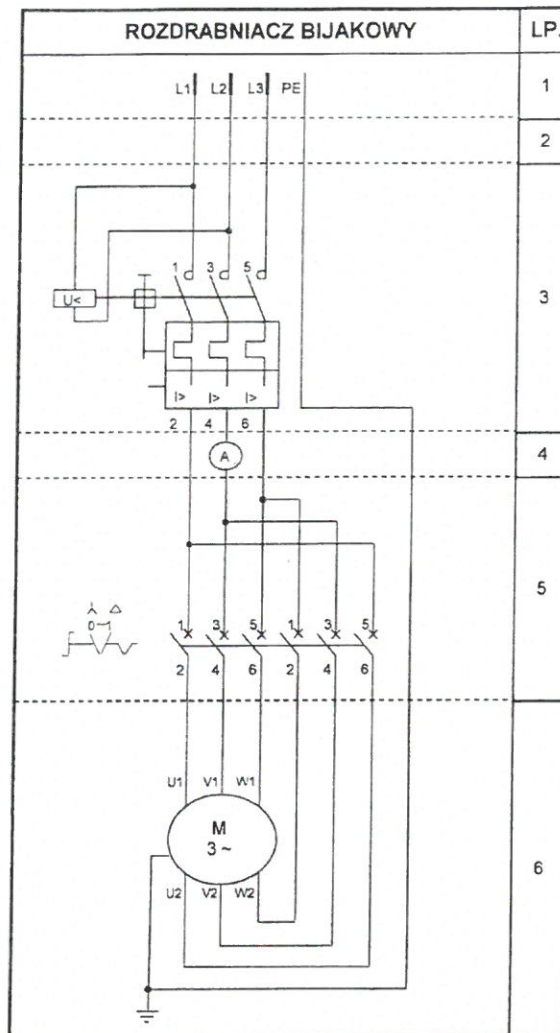 ROZDRABNIACZ BIJAKOWY LP.
L1 L2 L3 PE 1
2
1 3 5
U< 3
I> I> I>
2 4 6
A 4
5
0 1
1 3 5 1 3 5
2 4 6 2 4 6
U1 V1 W1
M
3 ~
6
U2 V2 W2